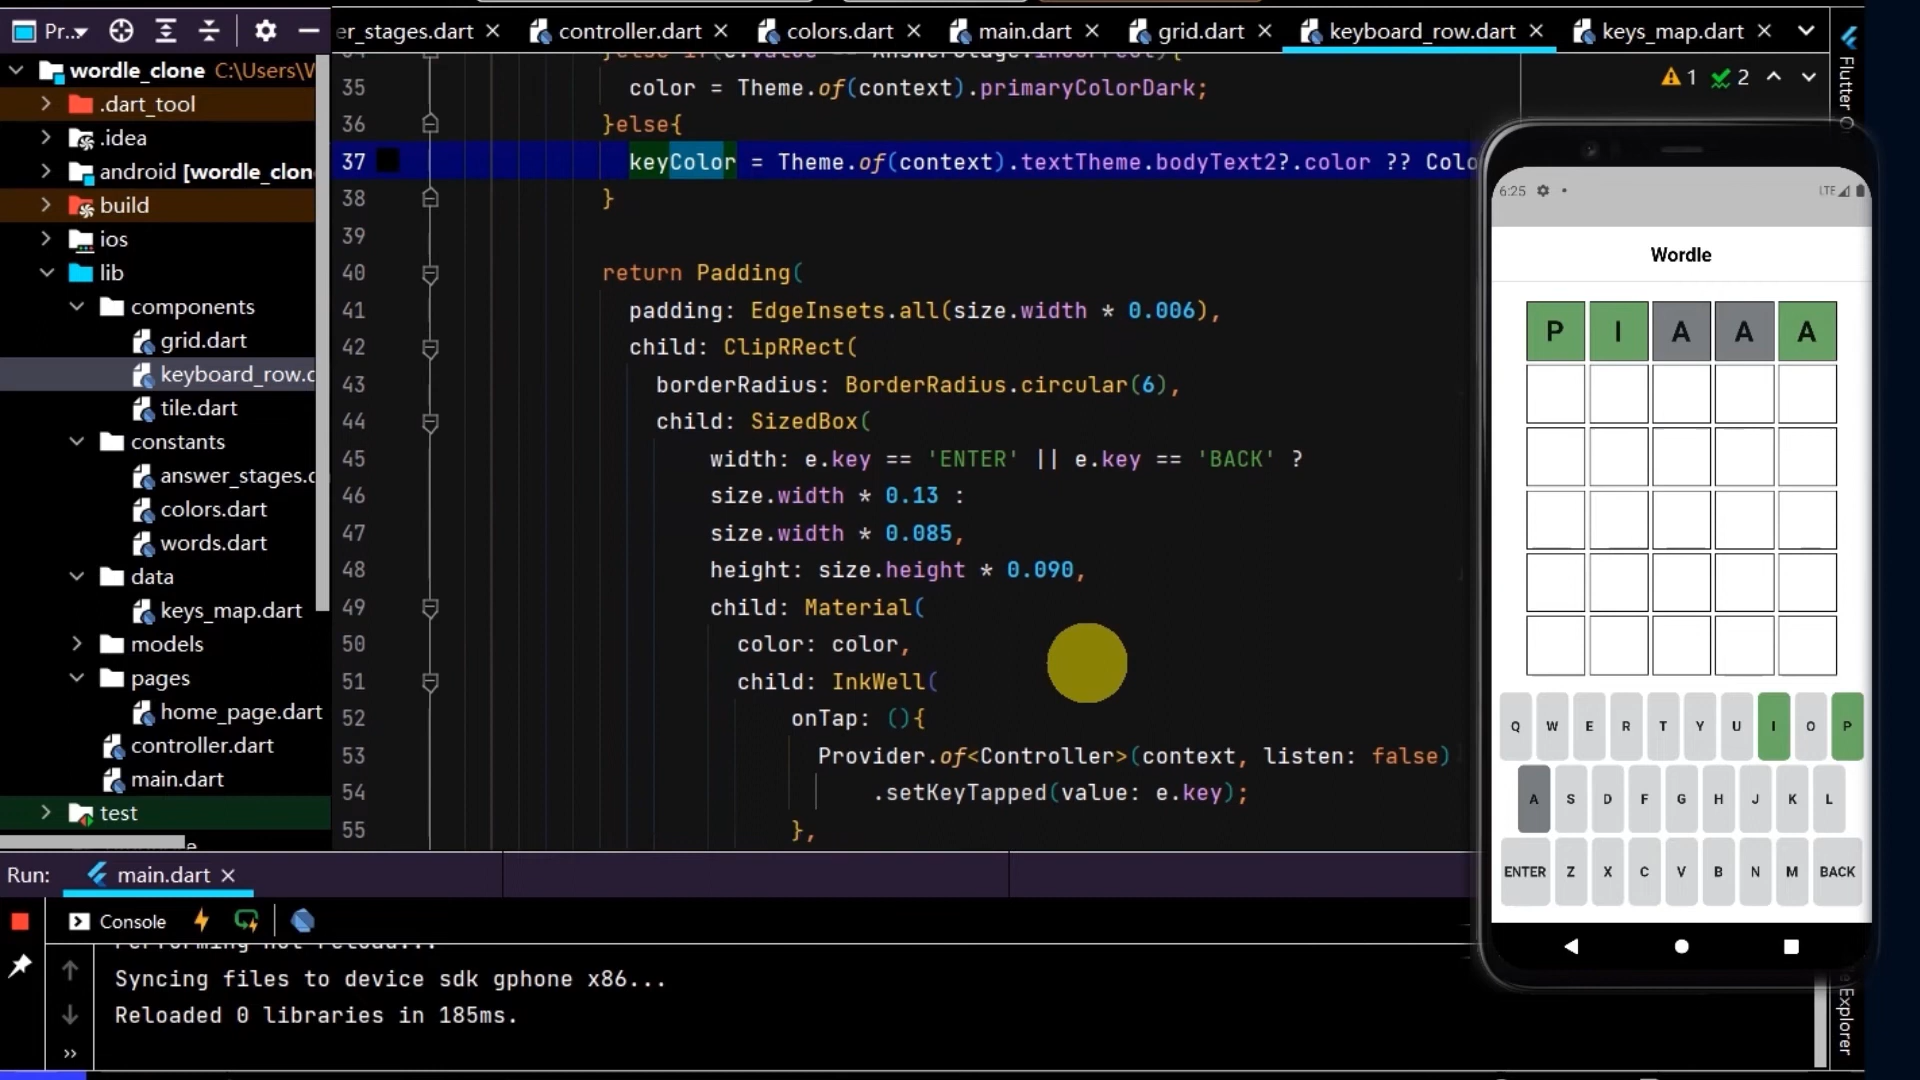 Pr..
er_stages.dart
controller.dart
colors.dart
main.dart
grid.dart
keyboard_row.dart
keys_map.dart
wordle_clone C:\Users\
.dart_tool
.idea
android [wordle_clon
build
ios
lib
components
grid.dart
keyboard_row.
tile.dart
constants
answer_stages.
colors.dart
words.dart
data
keys_map.dart
models
pages
home_page.dart
controller.dart
main.dart
test
1 2
35 color = Theme.of(context).primaryColorDark;
36 }else{
37 keyColor = Theme.of(context).textTheme.bodyText2?.color ?? Colo
38 }
39
40 return Padding(
41 padding: EdgeInsets.all(size.width * 0.006),
42 child: ClipRRect(
43 borderRadius: BorderRadius.circular(6),
44 child: SizedBox(
45 width: e.key == 'ENTER' || e.key == 'BACK' ?
46 size.width * 0.13 :
47 size.width * 0.085,
48 height: size.height * 0.090,
49 child: Material(
50 color: color,
51 child: InkWell(
52 onTap: (){
53 Provider.of<Controller>(context, listen: false)
54 .setKeyTapped(value: e.key);
55 },
Flutter O
6:25 LTE
Wordle
P I A A A
Q W E R T Y U I O P
A S D F G H J K L
ENTER Z X C V B N M BACK
Explorer
Run: main.dart
Console
Performing hot reload...
Syncing files to device sdk gphone x86...
Reloaded 0 libraries in 185ms.